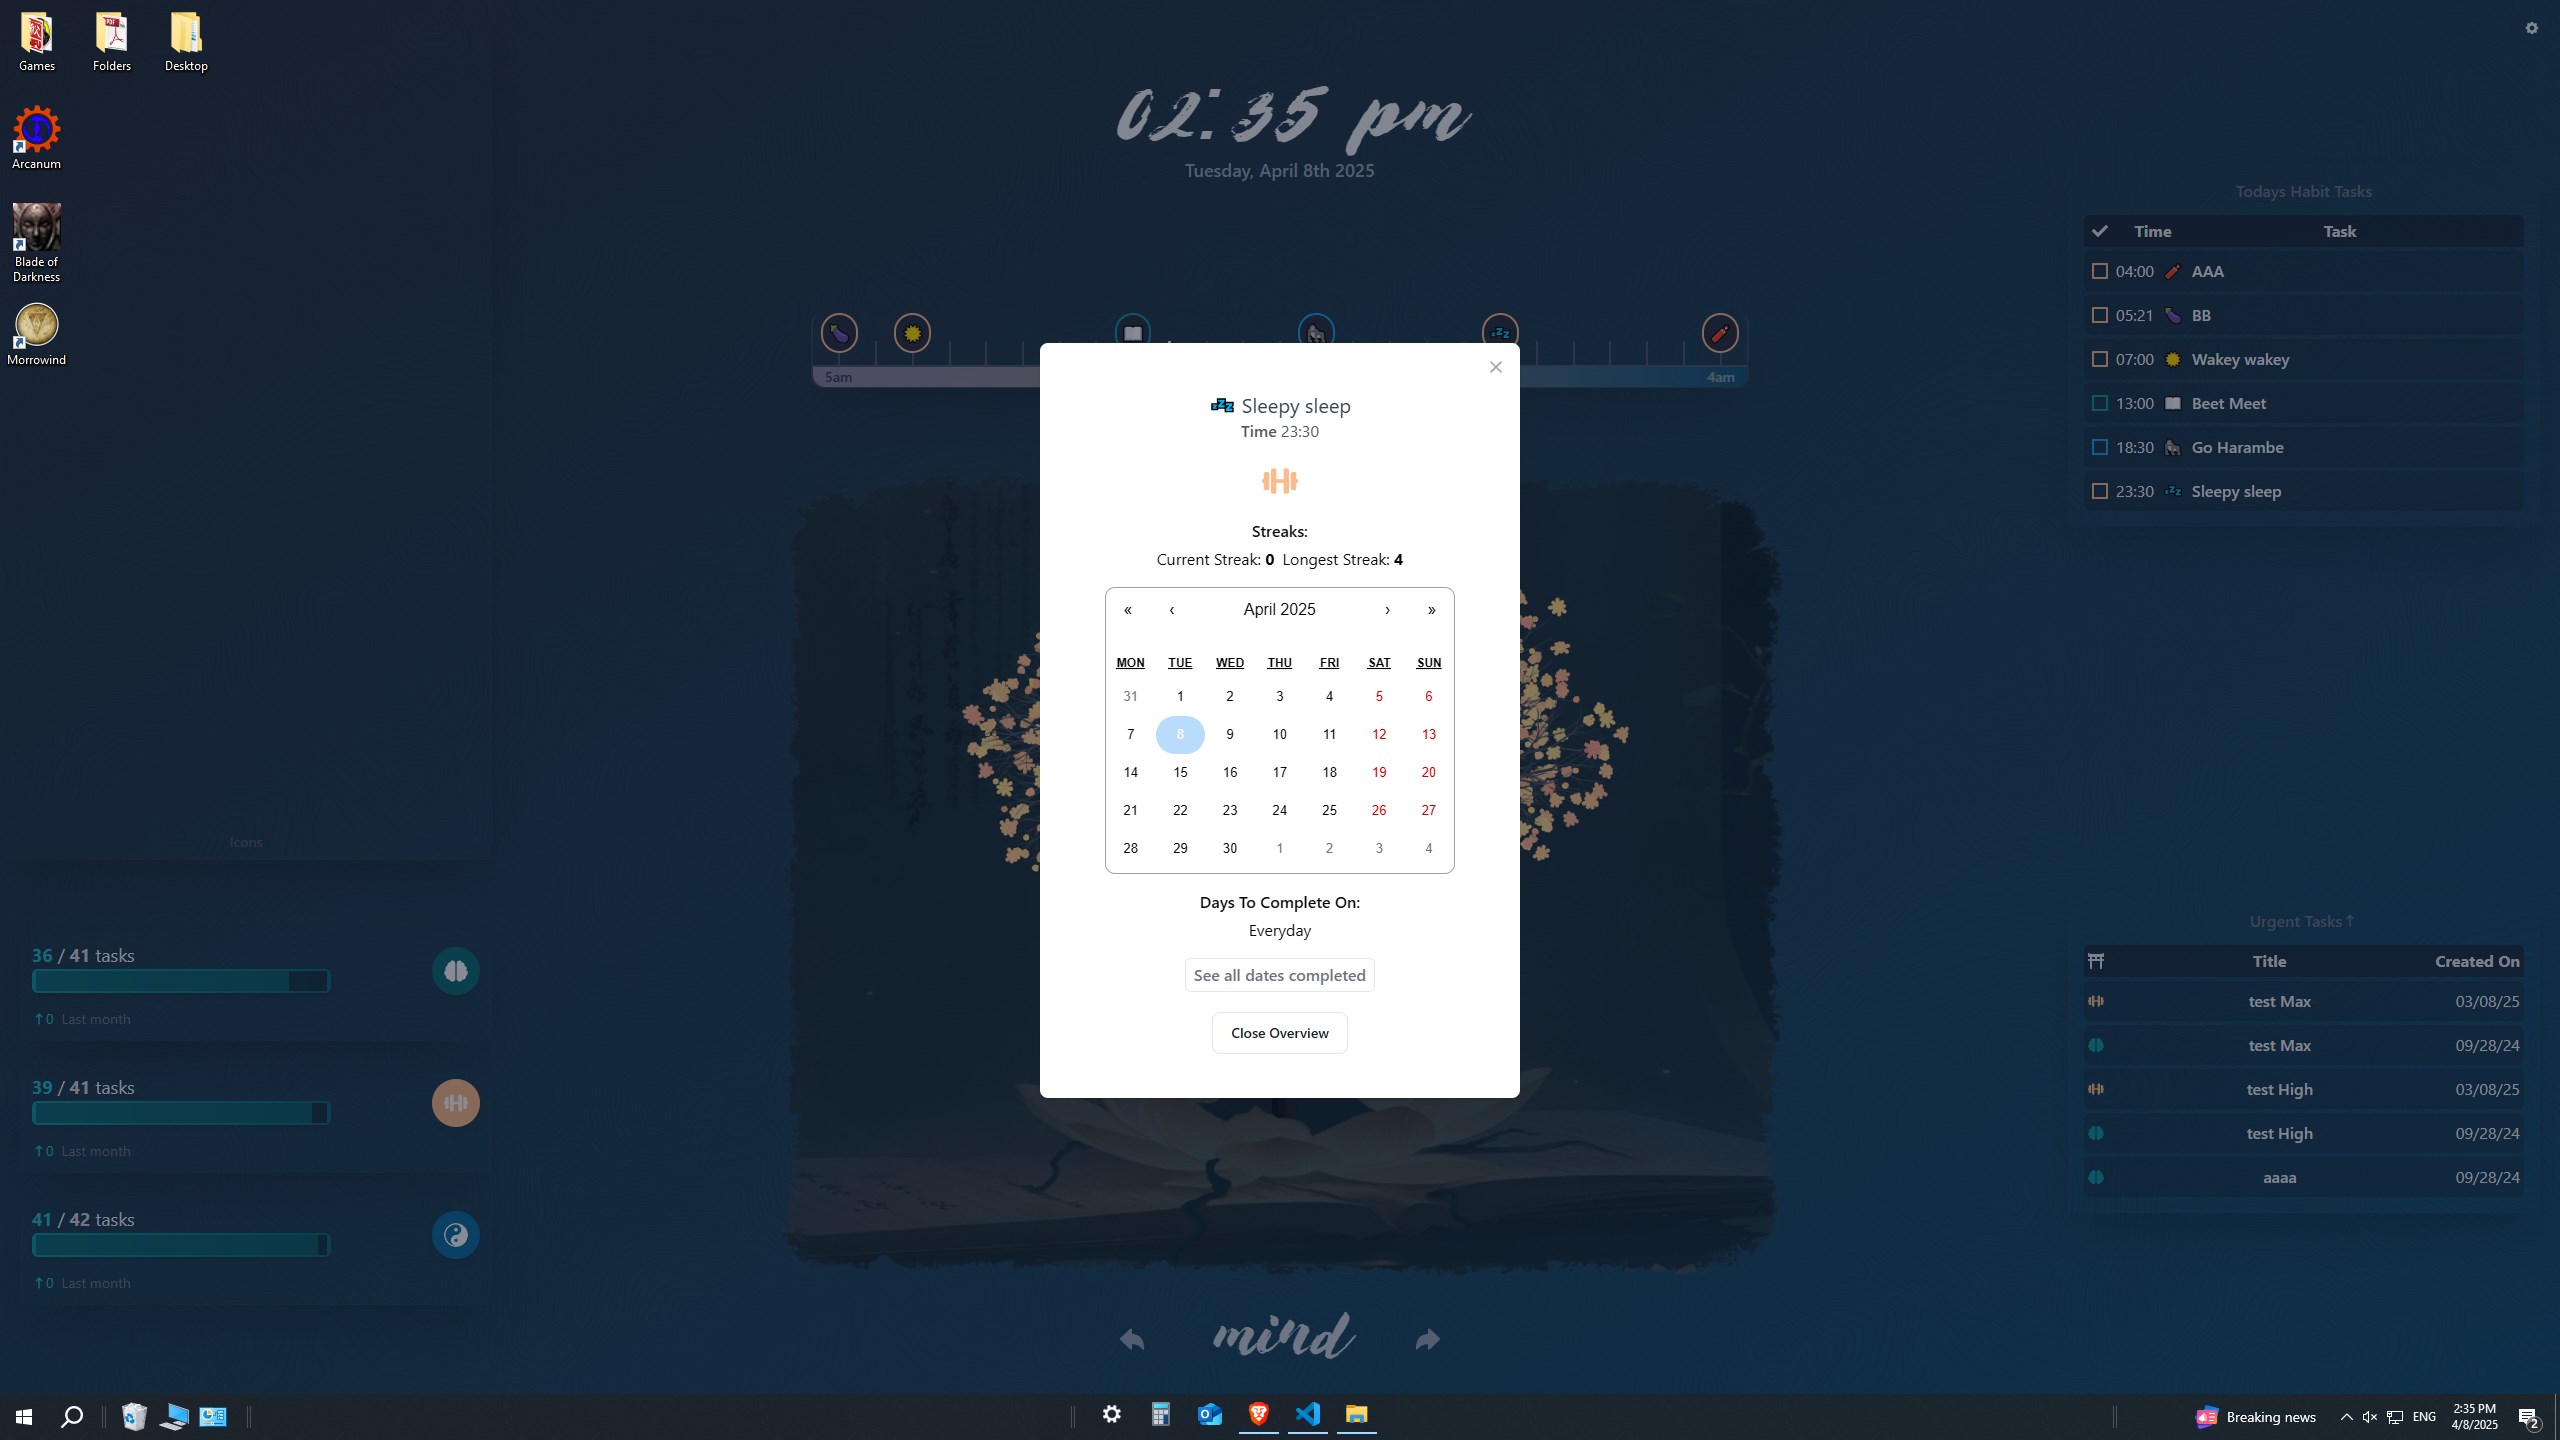 Games
Folders
Desktop
Arcanum
Blade of
Darkness
Morrowind
02:35 pm
Tuesday, April 8th 2025
5am
4am
Todays Habit Tasks
Time Task
04:00 AAA
05:21 BB
07:00 Wakey wakey
13:00 Beet Meet
18:30 Go Harambe
23:30 Sleepy sleep
Sleepy sleep
Time 23:30
Streaks:
Current Streak: 0 Longest Streak: 4
« ‹ April 2025 › »
MON TUE WED THU FRI SAT SUN
31 1 2 3 4 5 6
7 8 9 10 11 12 13
14 15 16 17 18 19 20
21 22 23 24 25 26 27
28 29 30 1 2 3 4
Days To Complete On:
Everyday
See all dates completed
Close Overview
Icons
36 / 41 tasks
↑0 Last month
39 / 41 tasks
↑0 Last month
41 / 42 tasks
↑0 Last month
Urgent Tasks↑
Title Created On
test Max 03/08/25
test Max 09/28/24
test High 03/08/25
test High 09/28/24
aaaa 09/28/24
mind
Breaking news
ENG
2:35 PM
4/8/2025
2